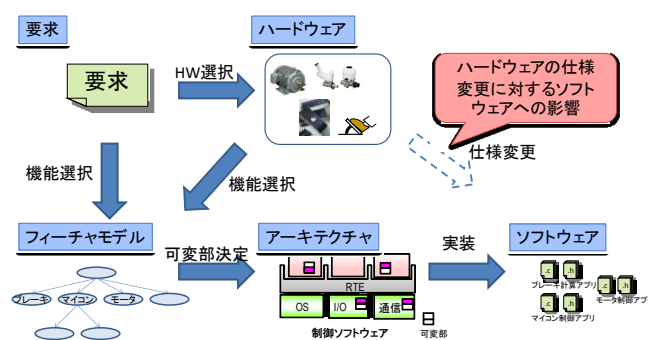 要求
ハードウェア
要求
HW選択
ハードウェアの仕様
変更に対するソフト
ウェアへの影響
仕様変更
機能選択
機能選択
フィーチャモデル
可変部決定
アーキテクチャ
実装
ソフトウェア
ブレーキ
マイコン
モータ
RTE
OS
I/O
通信
制御ソフトウェア
可変部
.c
.h
ブレーキ計算アプリ
.c
.h
モータ制御アプ
.c
.h
マイコン制御アプリ